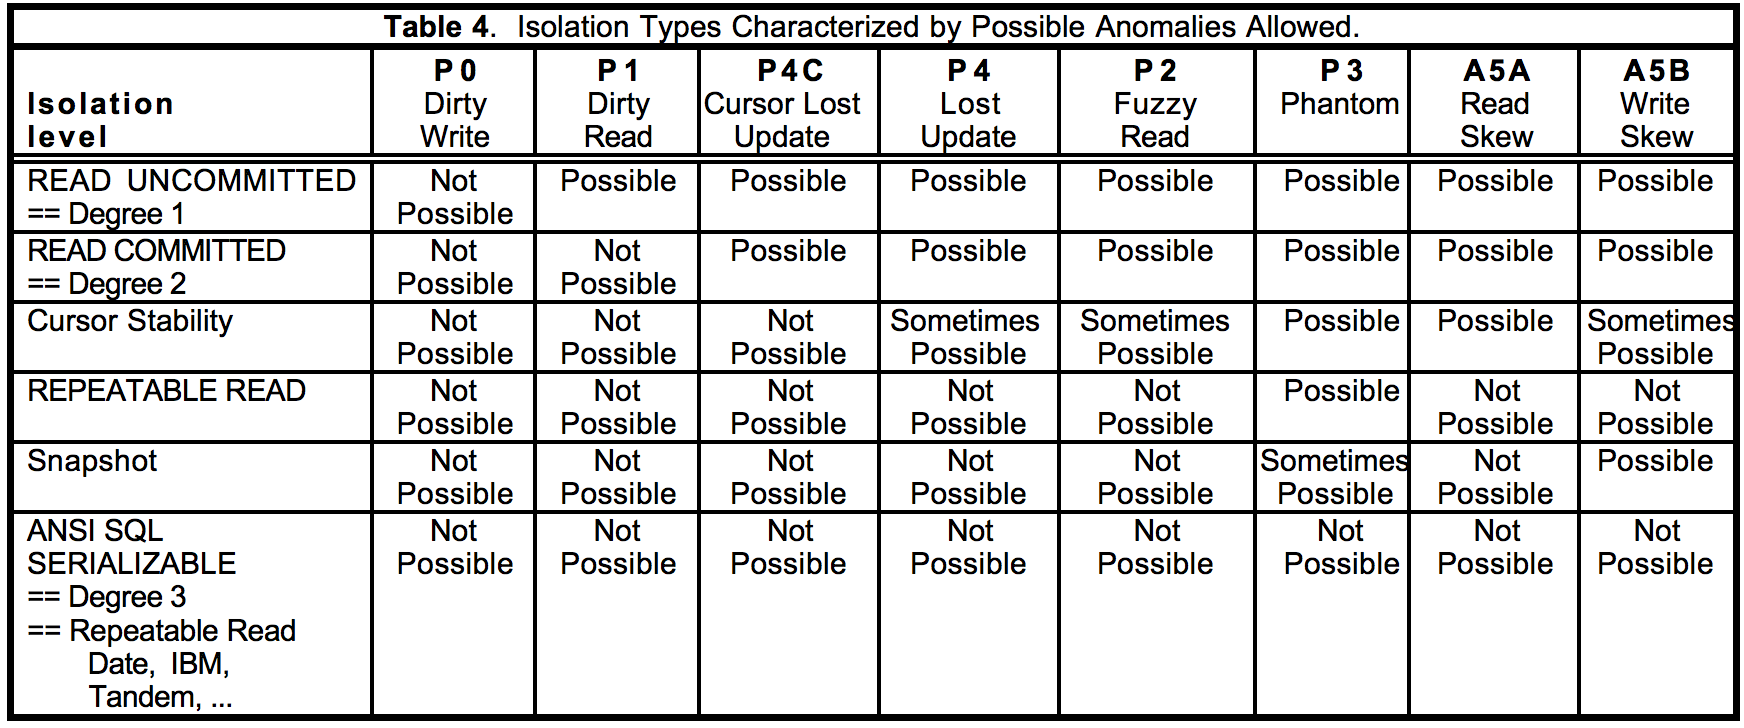 Table 4. Isolation Types Characterized by Possible Anomalies Allowed.
Isolation level
P0 Dirty Write
P1 Dirty Read
P4C Cursor Lost Update
P4 Lost Update
P2 Fuzzy Read
P3 Phantom
A5A Read Skew
A5B Write Skew
READ UNCOMMITTED == Degree 1
Not Possible
Possible
Possible
Possible
Possible
Possible
Possible
Possible
READ COMMITTED == Degree 2
Not Possible
Not Possible
Possible
Possible
Possible
Possible
Possible
Possible
Cursor Stability
Not Possible
Not Possible
Not Possible
Sometimes Possible
Sometimes Possible
Possible
Possible
Sometimes Possible
REPEATABLE READ
Not Possible
Not Possible
Not Possible
Not Possible
Not Possible
Possible
Not Possible
Not Possible
Snapshot
Not Possible
Not Possible
Not Possible
Not Possible
Not Possible
Sometimes Possible
Not Possible
Possible
ANSI SQL
SERIALIZABLE
== Degree 3
== Repeatable Read
Date, IBM,
Tandem, ...
Not Possible
Not Possible
Not Possible
Not Possible
Not Possible
Not Possible
Not Possible
Not Possible